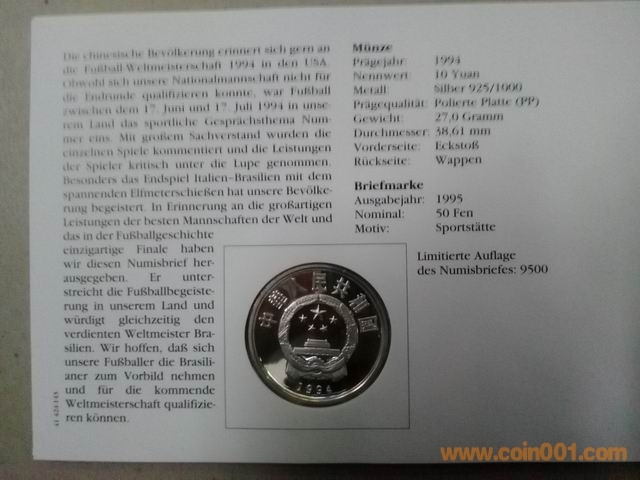 Die chinesische Bevölkerung erinnert sich gern an
die Fußball-Weltmeisterschaft 1994 in den USA.
Obwohl sich unsere Nationalmannschaft nicht für
die Endrunde qualifizieren konnte, war Fußball
zwischen dem 17. Juni und 17. Juli 1994 in unse-
rem Land das sportliche Gesprächsthema Num-
mer eins. Mit großem Sachverstand wurden die
einzelnen Spiele kommentiert und die Leistungen
der Spieler kritisch unter die Lupe genommen.
Besonders das Endspiel Italien-Brasilien mit dem
spannenden Elfmeterschießen hat unsere Bevölke-
rung begeistert. In Erinnerung an die großartigen
Leistungen der besten Mannschaften der Welt und
das in der Fußballgeschichte
einzigartige Finale haben
wir diesen Numisbrief her-
ausgegeben. Er unter-
streicht die Fußballbegeiste-
rung in unserem Land und
würdigt gleichzeitig den
verdienten Weltmeister Bra-
silien. Wir hoffen, daß sich
unsere Fußballer die Brasili-
aner zum Vorbild nehmen
und für die kommende
Weltmeisterschaft qualifizie-
ren können.
Münze
Prägejahr: 1994
Nennwert: 10 Yuan
Metall: Silber 925/1000
Prägequalität: Polierte Platte (PP)
Gewicht: 27,0 Gramm
Durchmesser: 38,61 mm
Vorderseite: Eckstoß
Rückseite: Wappen
Briefmarke
Ausgabejahr: 1995
Nominal: 50 Fen
Motiv: Sportstätte
Limitierte Auflage
des Numisbriefes: 9500
中華人民共和國
1994
www.coin001.com